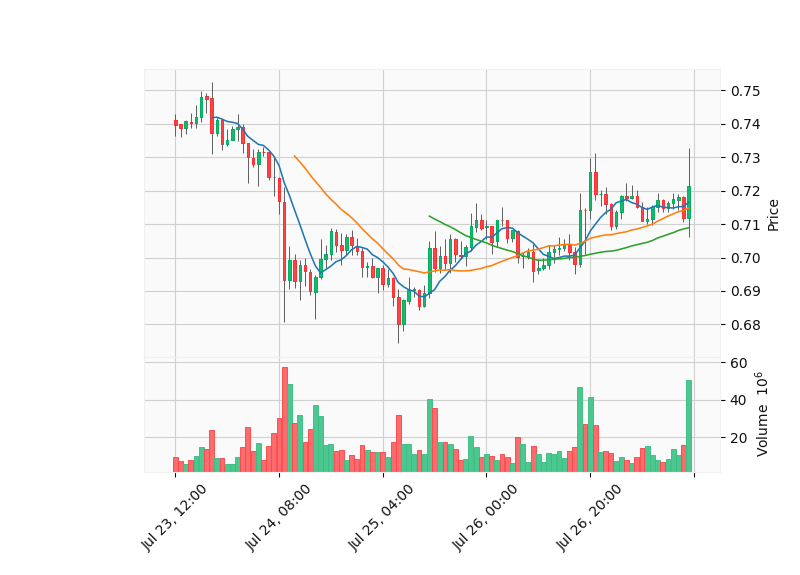 0.75
0.74
0.73
0.72
0.71
0.70
0.69
0.68
Price
60
40
20
Volume 10^6
Jul 23, 12:00
Jul 24, 08:00
Jul 25, 04:00
Jul 26, 00:00
Jul 26, 20:00